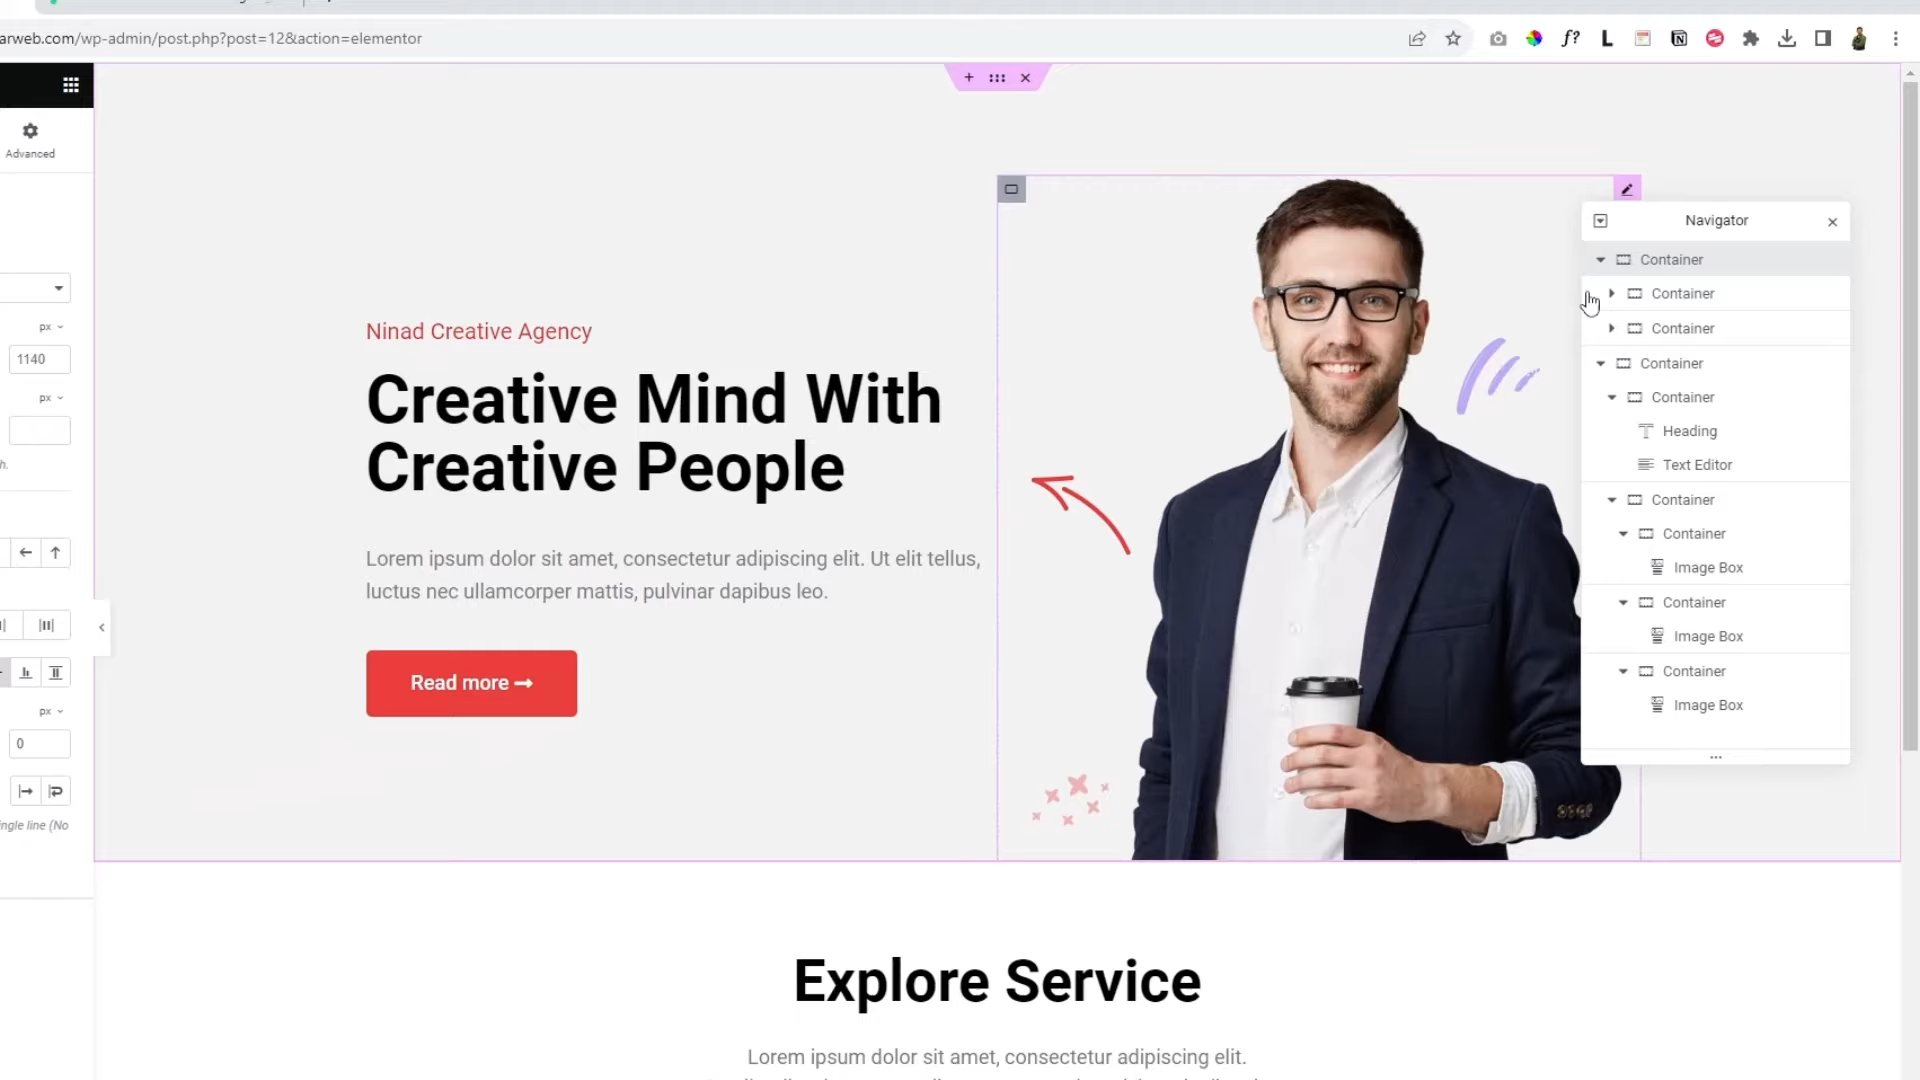 arweb.com/wp-admin/post.php?post=12&action=elementor
Advanced
px
1140
px
h.
px
0
ngle line (No
Ninad Creative Agency
Creative Mind With
Creative People
Lorem ipsum dolor sit amet, consectetur adipiscing elit. Ut elit tellus,
luctus nec ullamcorper mattis, pulvinar dapibus leo.
Read more
Navigator
Container
Container
Container
Container
Container
Heading
Text Editor
Container
Container
Image Box
Container
Image Box
Container
Image Box
Explore Service
Lorem ipsum dolor sit amet, consectetur adipiscing elit.